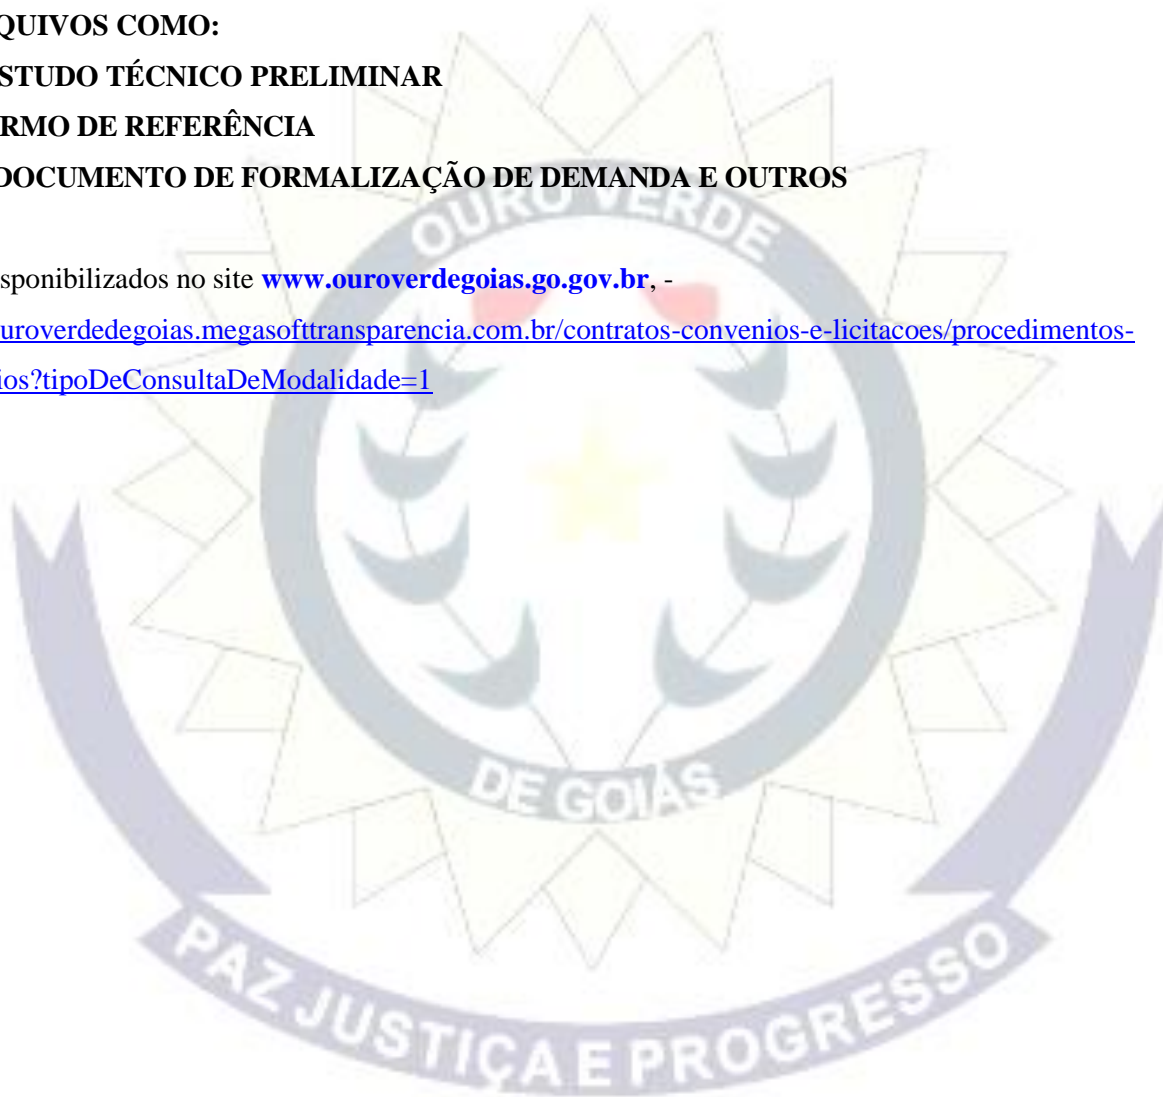 QUIVOS COMO:
STUDO TÉCNICO PRELIMINAR
RMO DE REFERÊNCIA
DOCUMENTO DE FORMALIZAÇÃO DE DEMANDA E OUTROS
OURO VERDE
sponibilizados no site www.ouroverdegoias.go.gov.br, -
uroverdedegoias.megasofttransparencia.com.br/contratos-convenios-e-licitacoes/procedimentos-
ios?tipoDeConsultaDeModalidade=1
DE GOIÁS
PAZ JUSTIÇA E PROGRESSO